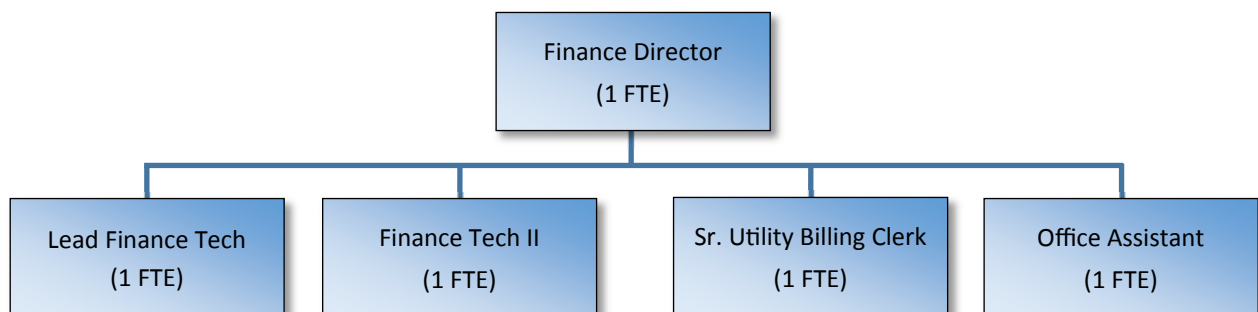 Finance Director
(1 FTE)
Lead Finance Tech
(1 FTE)
Finance Tech II
(1 FTE)
Sr. Utility Billing Clerk
(1 FTE)
Office Assistant
(1 FTE)